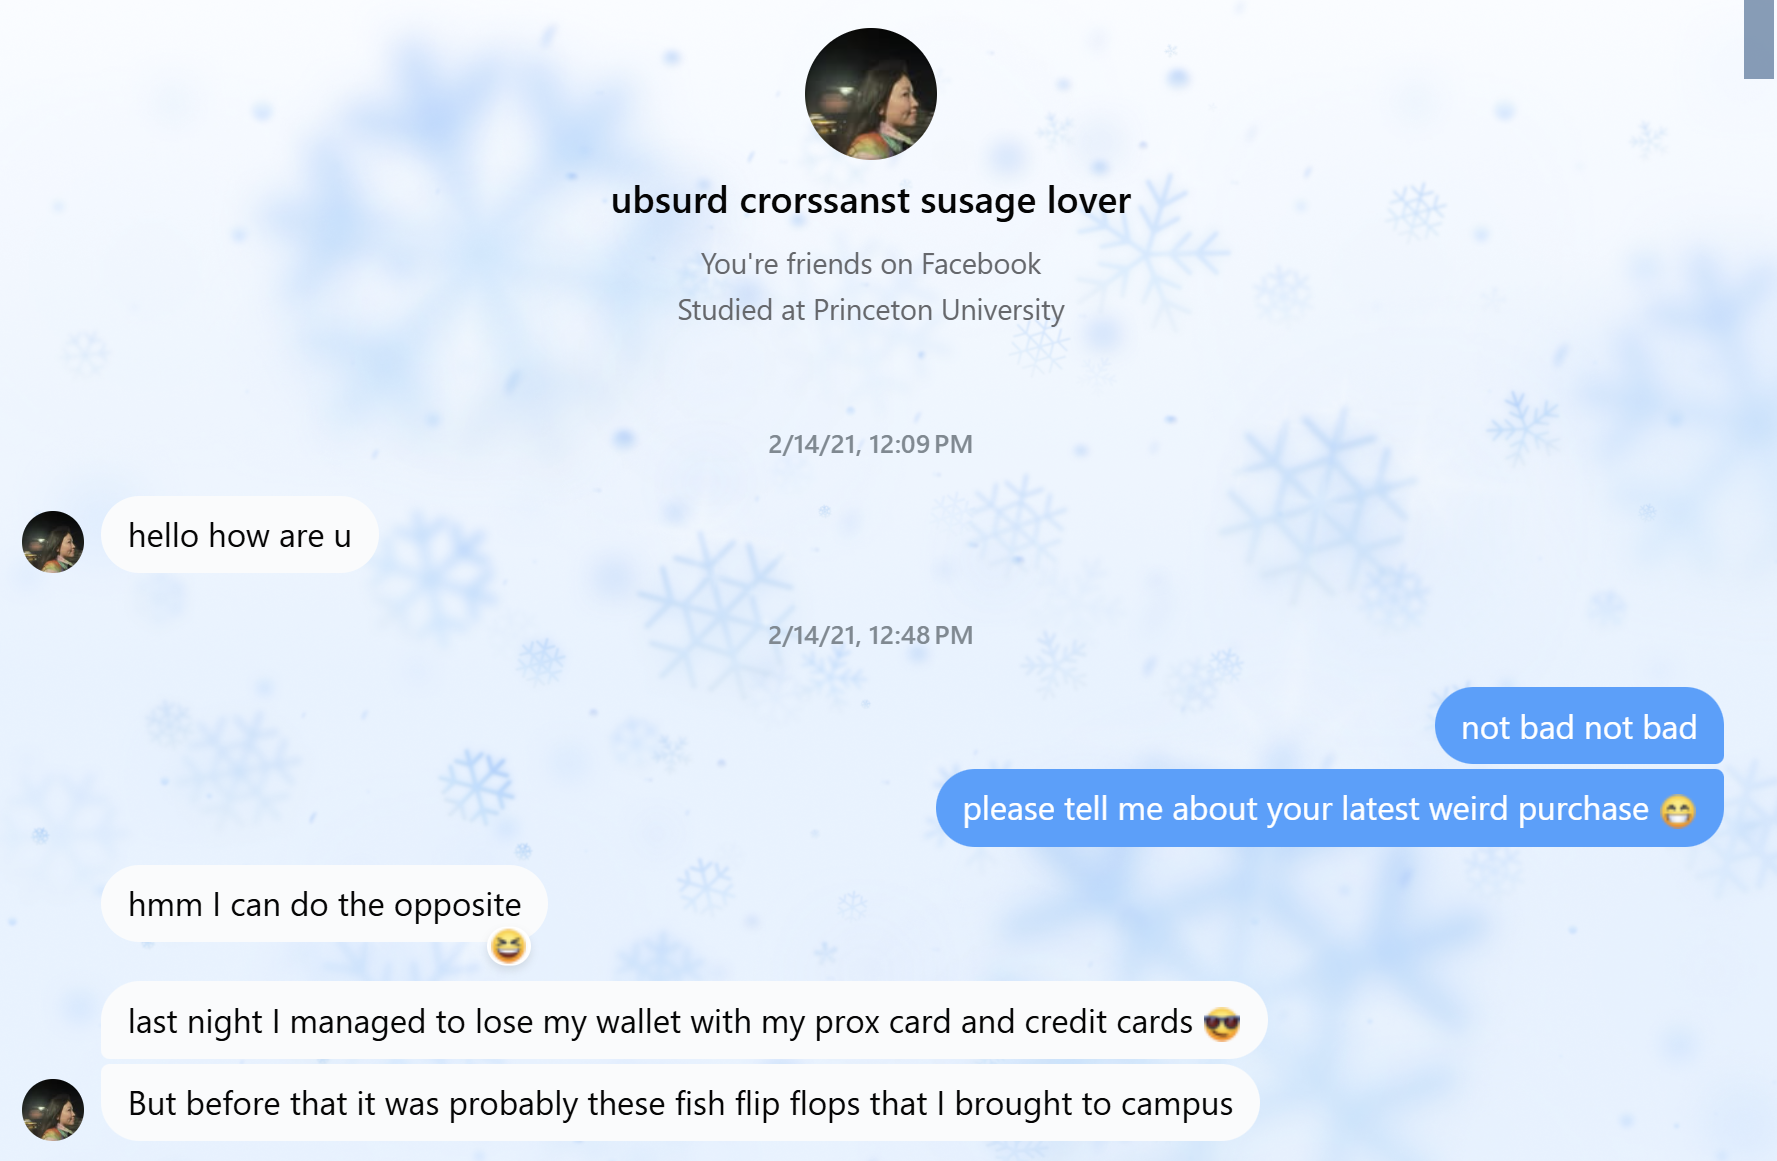 ubsurd crorssanst susage lover
You're friends on Facebook
Studied at Princeton University
2/14/21, 12:09 PM
hello how are u
2/14/21, 12:48 PM
not bad not bad
please tell me about your latest weird purchase 😁
hmm I can do the opposite
😆
last night I managed to lose my wallet with my prox card and credit cards 😎
But before that it was probably these fish flip flops that I brought to campus